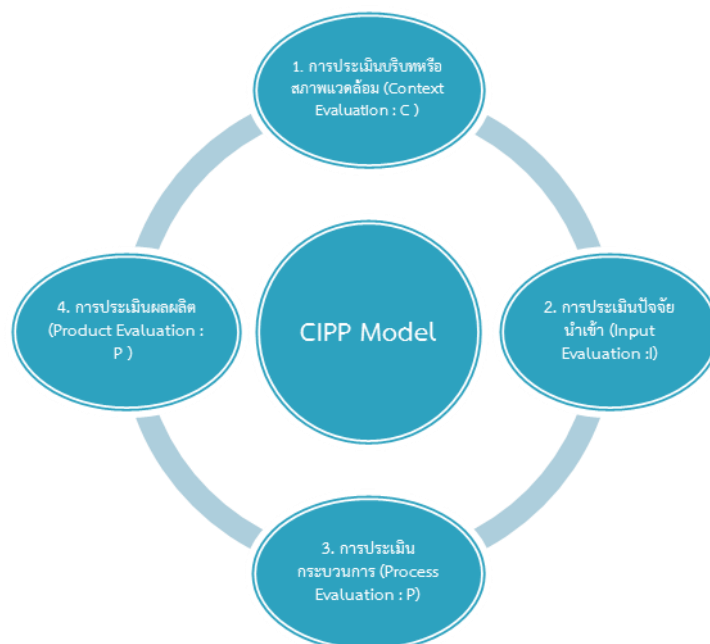 1. การประเมินบริบทหรือ
สภาพแวดล้อม (Context
Evaluation : C )
4. การประเมินผลผลิต
(Product Evaluation :
P )
CIPP Model
2. การประเมินปัจจัย
นำเข้า (Input
Evaluation :I)
3. การประเมิน
กระบวนการ (Process
Evaluation : P)